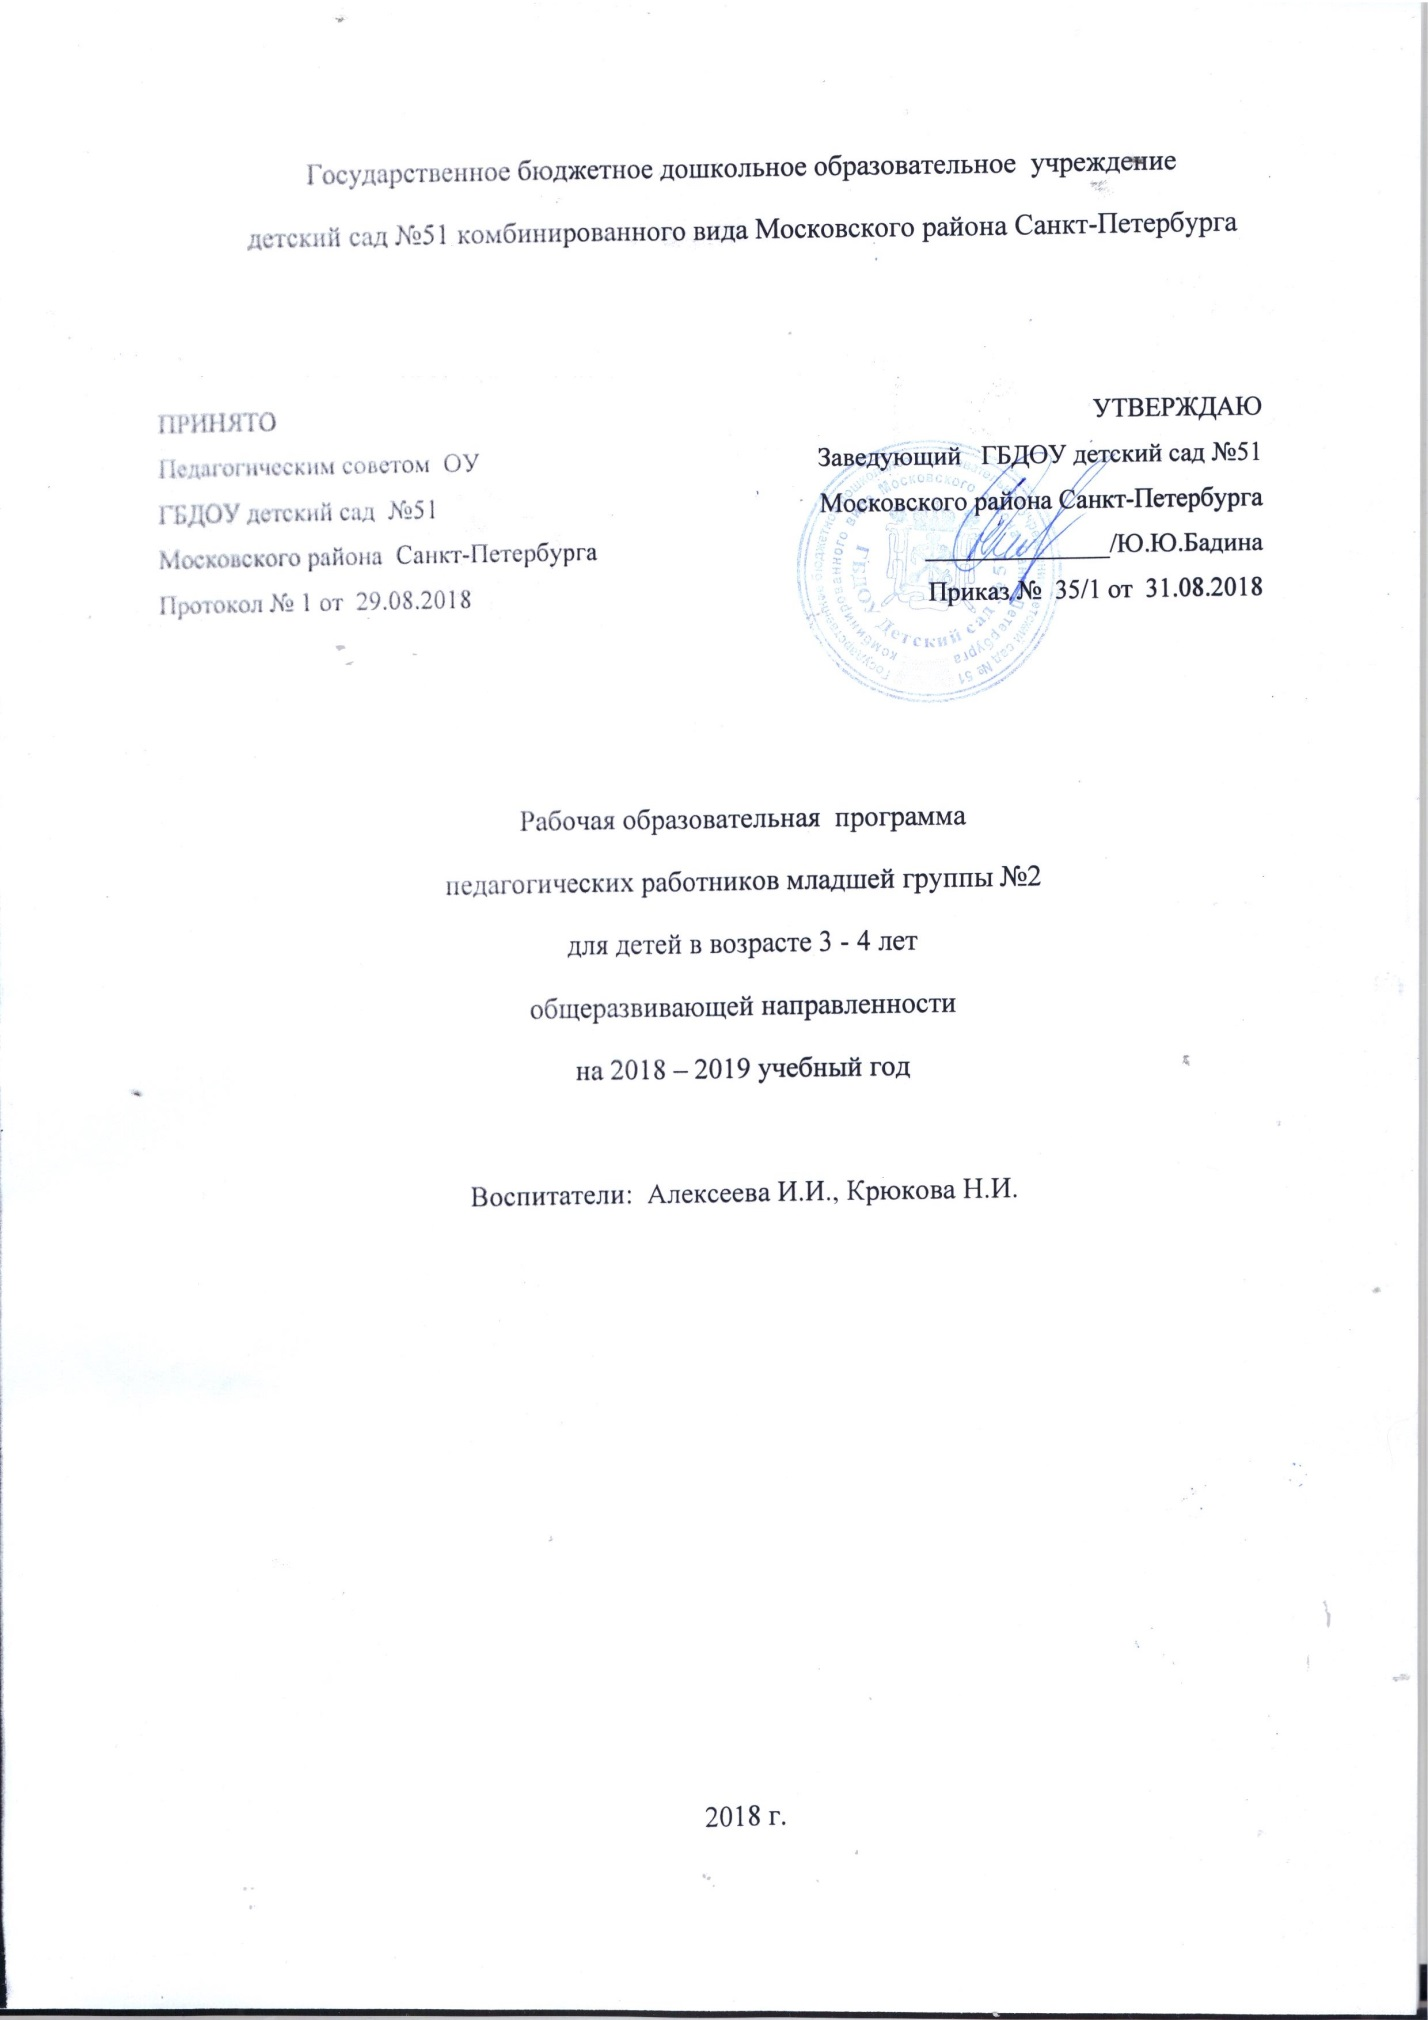 Государственное бюджетное дошкольное образовательное учреждение
детский сад №51 комбинированного вида Московского района Санкт-Петербурга
ПРИНЯТО
Педагогическим советом ОУ
ГБДОУ детский сад №51
Московского района Санкт-Петербурга
Протокол № 1 от 29.08.2018
УТВЕРЖДАЮ
Заведующий ГБДОУ детский сад №51
Московского района Санкт-Петербурга
______________/Ю.Ю.Бадина
Приказ № 35/1 от 31.08.2018
ГБДОУ Детский сад
Рабочая образовательная программа
педагогических работников младшей группы №2
для детей в возрасте 3 - 4 лет
общеразвивающей направленности
на 2018 – 2019 учебный год
Воспитатели: Алексеева И.И., Крюкова Н.И.
2018 г.